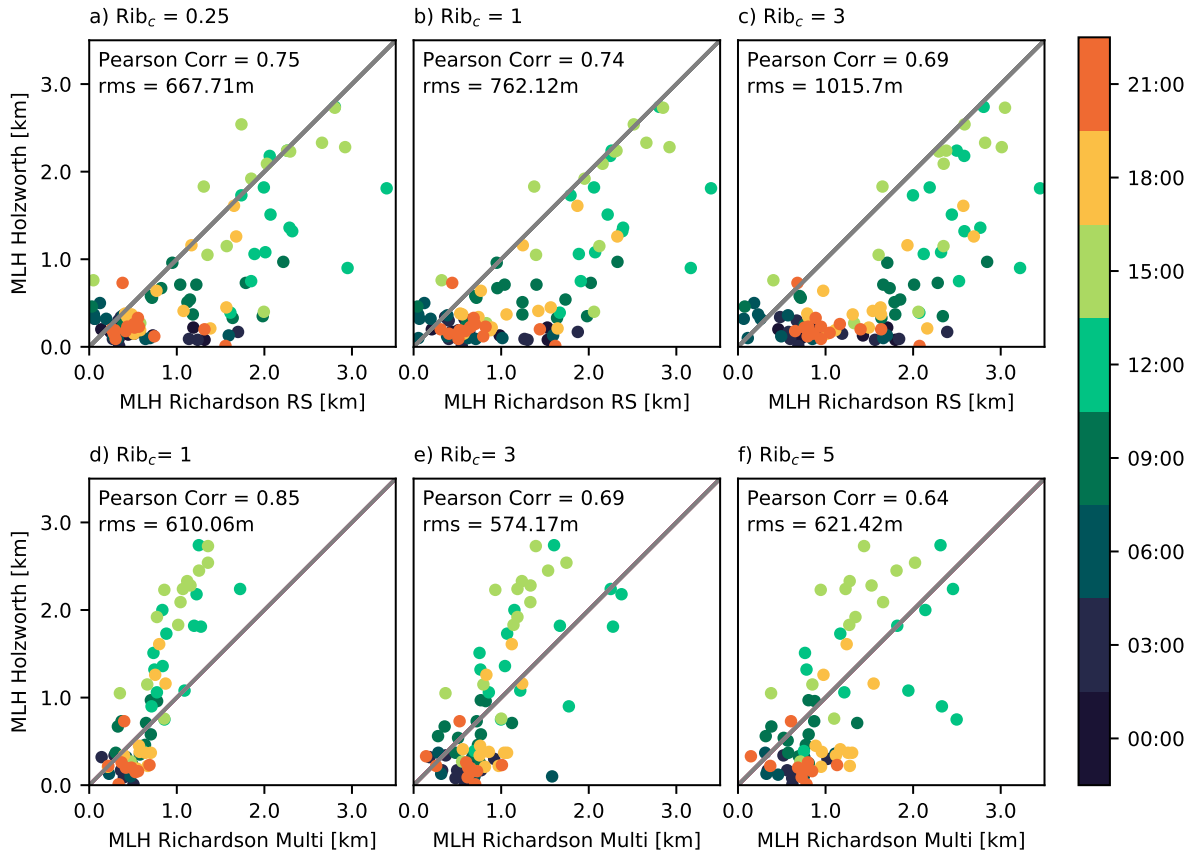 a) Rib_c = 0.25
b) Rib_c = 1
c) Rib_c = 3
Pearson Corr = 0.75
rms = 667.71m
Pearson Corr = 0.74
rms = 762.12m
Pearson Corr = 0.69
rms = 1015.7m
MLH Holzworth [km]
3.0
2.0
1.0
0.0
0.0 1.0 2.0 3.0
0.0 1.0 2.0 3.0
0.0 1.0 2.0 3.0
MLH Richardson RS [km]
MLH Richardson RS [km]
MLH Richardson RS [km]
d) Rib_c= 1
e) Rib_c= 3
f) Rib_c= 5
Pearson Corr = 0.85
rms = 610.06m
Pearson Corr = 0.69
rms = 574.17m
Pearson Corr = 0.64
rms = 621.42m
MLH Holzworth [km]
3.0
2.0
1.0
0.0
0.0 1.0 2.0 3.0
0.0 1.0 2.0 3.0
0.0 1.0 2.0 3.0
MLH Richardson Multi [km]
MLH Richardson Multi [km]
MLH Richardson Multi [km]
21:00
18:00
15:00
12:00
09:00
06:00
03:00
00:00